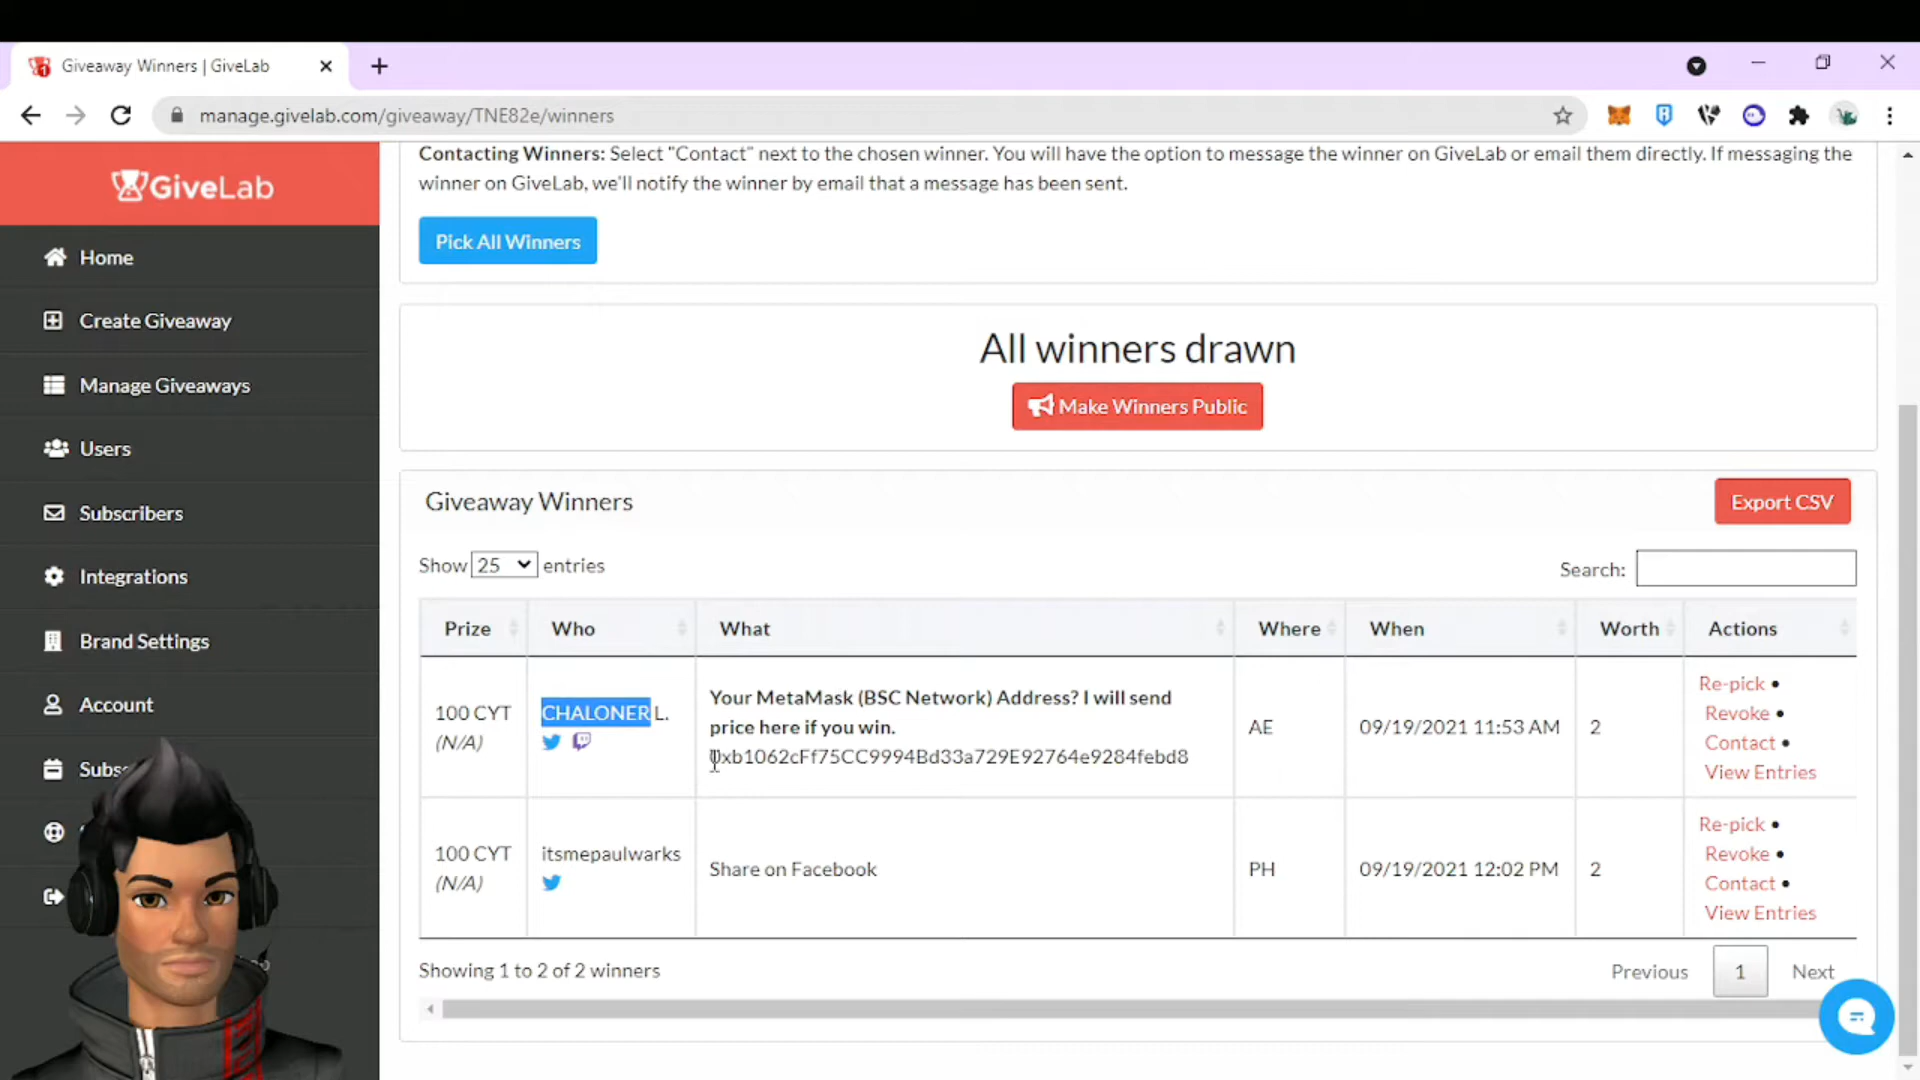 Giveaway Winners | GiveLab
manage.givelab.com/giveaway/TNE82e/winners
GiveLab
Home
Create Giveaway
Manage Giveaways
Users
Subscribers
Integrations
Brand Settings
Account
Subsc
Contacting Winners: Select "Contact" next to the chosen winner. You will have the option to message the winner on GiveLab or email them directly. If messaging the
winner on GiveLab, we'll notify the winner by email that a message has been sent.
Pick All Winners
All winners drawn
Make Winners Public
Giveaway Winners
Export CSV
Show 25 entries
Search:
Prize Who What Where When Worth Actions
100 CYT
(N/A)
CHALONER L.
Your MetaMask (BSC Network) Address? I will send
price here if you win.
0xb1062cFf75CC9994Bd33a729E92764e9284febd8
AE
09/19/2021 11:53 AM
2
Re-pick •
Revoke •
Contact •
View Entries
100 CYT
(N/A)
itsmepaulwarks
Share on Facebook
PH
09/19/2021 12:02 PM
2
Re-pick •
Revoke •
Contact •
View Entries
Showing 1 to 2 of 2 winners
Previous 1 Next